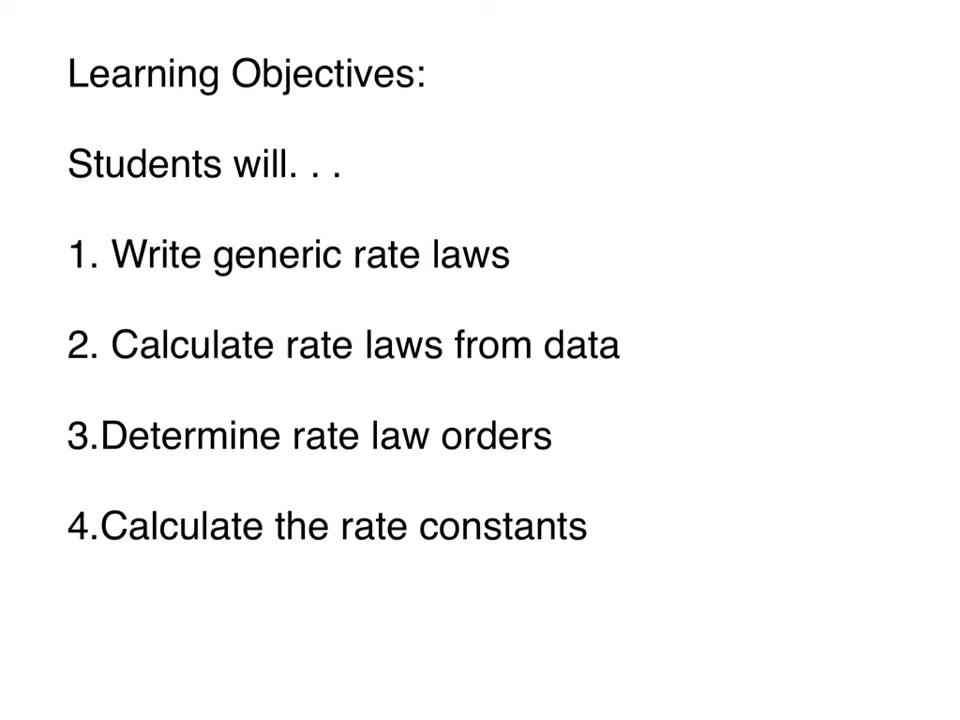 Learning Objectives:
Students will. . .
1. Write generic rate laws
2. Calculate rate laws from data
3.Determine rate law orders
4.Calculate the rate constants